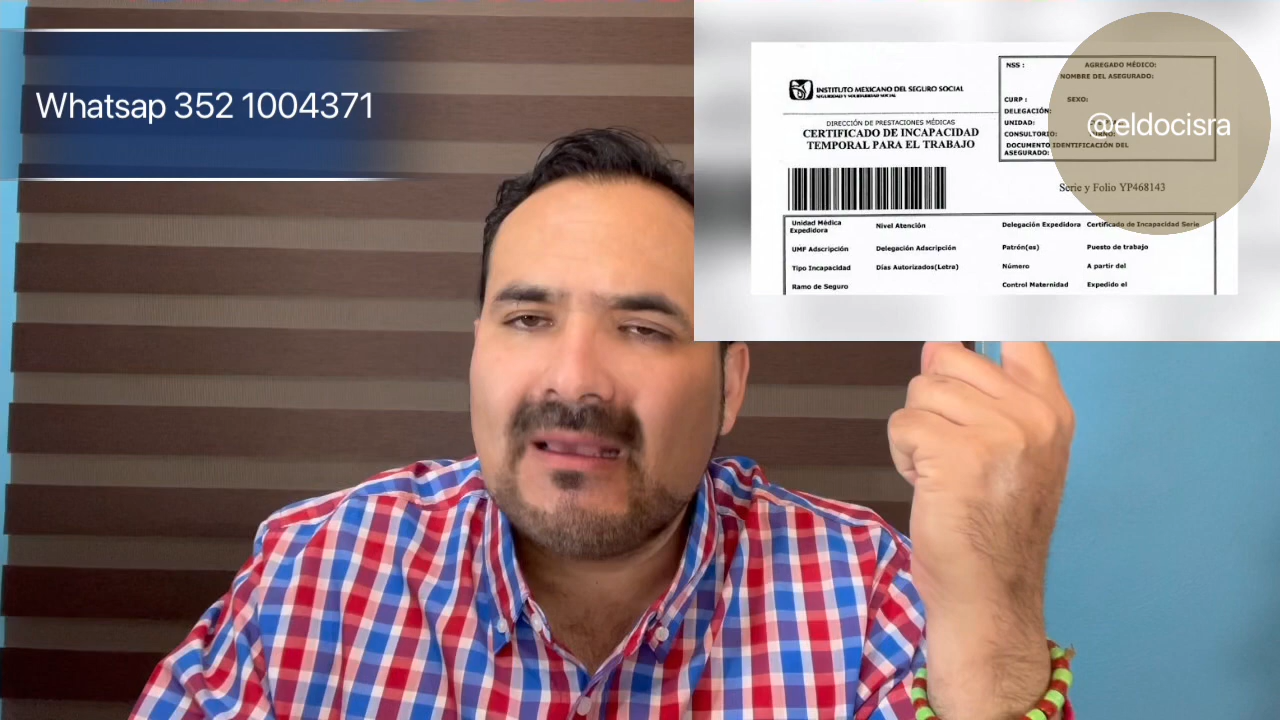 Whatsap 352 1004371
@eldocisra
INSTITUTO MEXICANO DEL SEGURO SOCIAL
SEGURIDAD Y SOLIDARIDAD SOCIAL
DIRECCIÓN DE PRESTACIONES MÉDICAS
CERTIFICADO DE INCAPACIDAD
TEMPORAL PARA EL TRABAJO
NSS : AGREGADO MÉDICO:
NOMBRE DEL ASEGURADO:
CURP : SEXO:
DELEGACIÓN:
UNIDAD:
CONSULTORIO:
DOCUMENTO IDENTIFICACIÓN DEL
ASEGURADO:
Serie y Folio YP468143
Unidad Médica Expedidora Nivel Atención Delegación Expedidora Certificado de Incapacidad Serie
UMF Adscripción Delegación Adscripción Patrón(es) Puesto de trabajo
Tipo Incapacidad Días Autorizados(Letra) Número A partir del
Ramo de Seguro Control Maternidad Expedido el